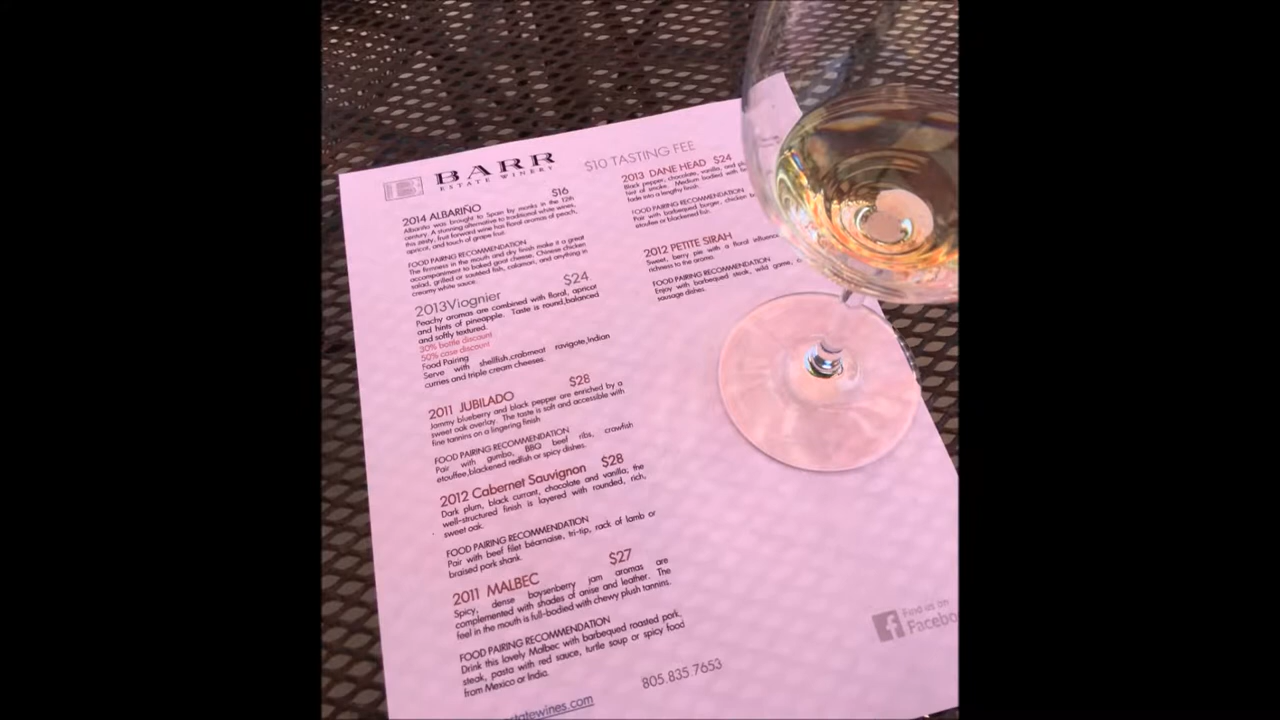 BARR
ESTATE WINERY
$10 TASTING FEE
$16
2014 ALBARIÑO
Albariño was brought to Spain by monks in the 12th
century. A stunning alternative to traditional white wines,
this zesty, fruit forward wine has floral aromas of peach,
apricot, and touch of grape fruit.
FOOD PAIRING RECOMMENDATION
The firmness in the mouth and dry finish make it a great
accompaniment to baked goat cheese, Chinese chicken
salad, grilled or sautéed fish, calamari, and anything in
creamy white sauce.
$24
2013Viognier
Peachy aromas are combined with floral, apricot
and hints of pineapple. Taste is round,balanced
and softly textured.
30% bottle discount
50% case discount
Food Pairing
Serve with shellfish,crabmeat ravigote,Indian
curries and triple cream cheeses.
$28
2011 JUBILADO
Jammy blueberry and black pepper are enriched by a
sweet oak overlay. The taste is soft and accessible with
fine tannins on a lingering finish
FOOD PAIRING RECOMMENDATION
Pair with gumbo, BBQ beef ribs, crawfish
etouffee,blackened redfish or spicy dishes.
2012 Cabernet Sauvignon $28
Dark plum, black currant, chocolate and vanilla; the
well-structured finish is layered with rounded, rich,
sweet oak.
FOOD PAIRING RECOMMENDATION
Pair with beef filet béarnaise, tri-tip, rack of lamb or
braised pork shank.
$27
2011 MALBEC
Spicy, dense boysenberry jam aromas are
complemented with shades of anise and leather. The
feel in the mouth is full-bodied with chewy plush tannins.
FOOD PAIRING RECOMMENDATION
Drink this lovely Malbec with barbequed roasted pork,
steak, pasta with red sauce, turtle soup or spicy food
from Mexico or India.
2013 DANE HEAD $24
Black pepper, chocolate, vanilla, and
hint of smoke. Medium bodied with
fade into a lengthy finish.
FOOD PAIRING RECOMMENDATION
Pair with barbequed burger, chicken
etoufee or blackened fish.
2012 PETITE SIRAH
Sweet, berry pie with a floral influence
richness to the aroma.
FOOD PAIRING RECOMMENDATION
Enjoy with barbequed steak, wild game,
sausage dishes.
Find us on
Facebo
statewines.com
805.835.7653